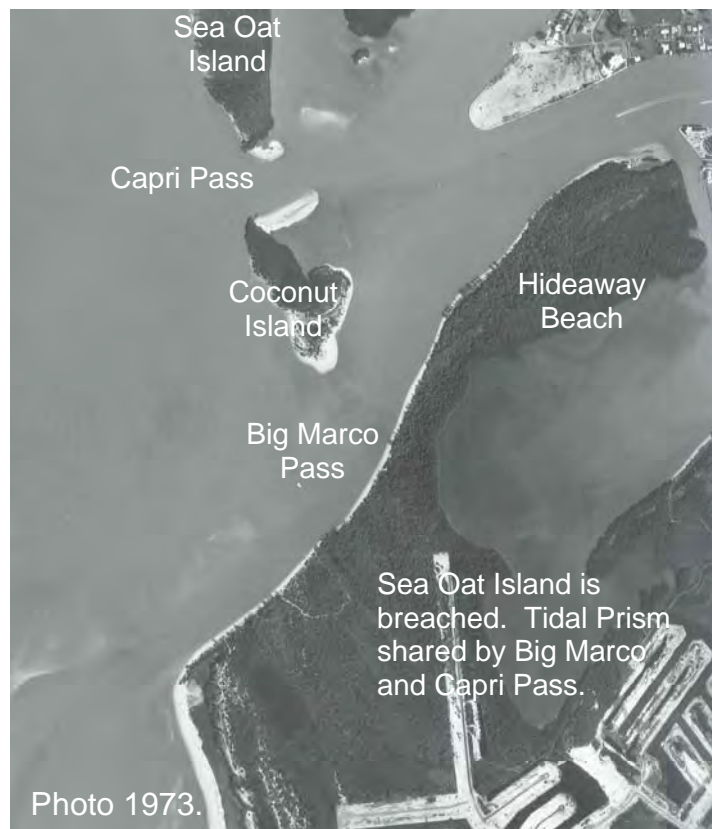 Sea Oat
Island
Capri Pass
Coconut
Island
Hideaway
Beach
Big Marco
Pass
Sea Oat Island is
breached.  Tidal Prism
shared by Big Marco
and Capri Pass.
Photo 1973.